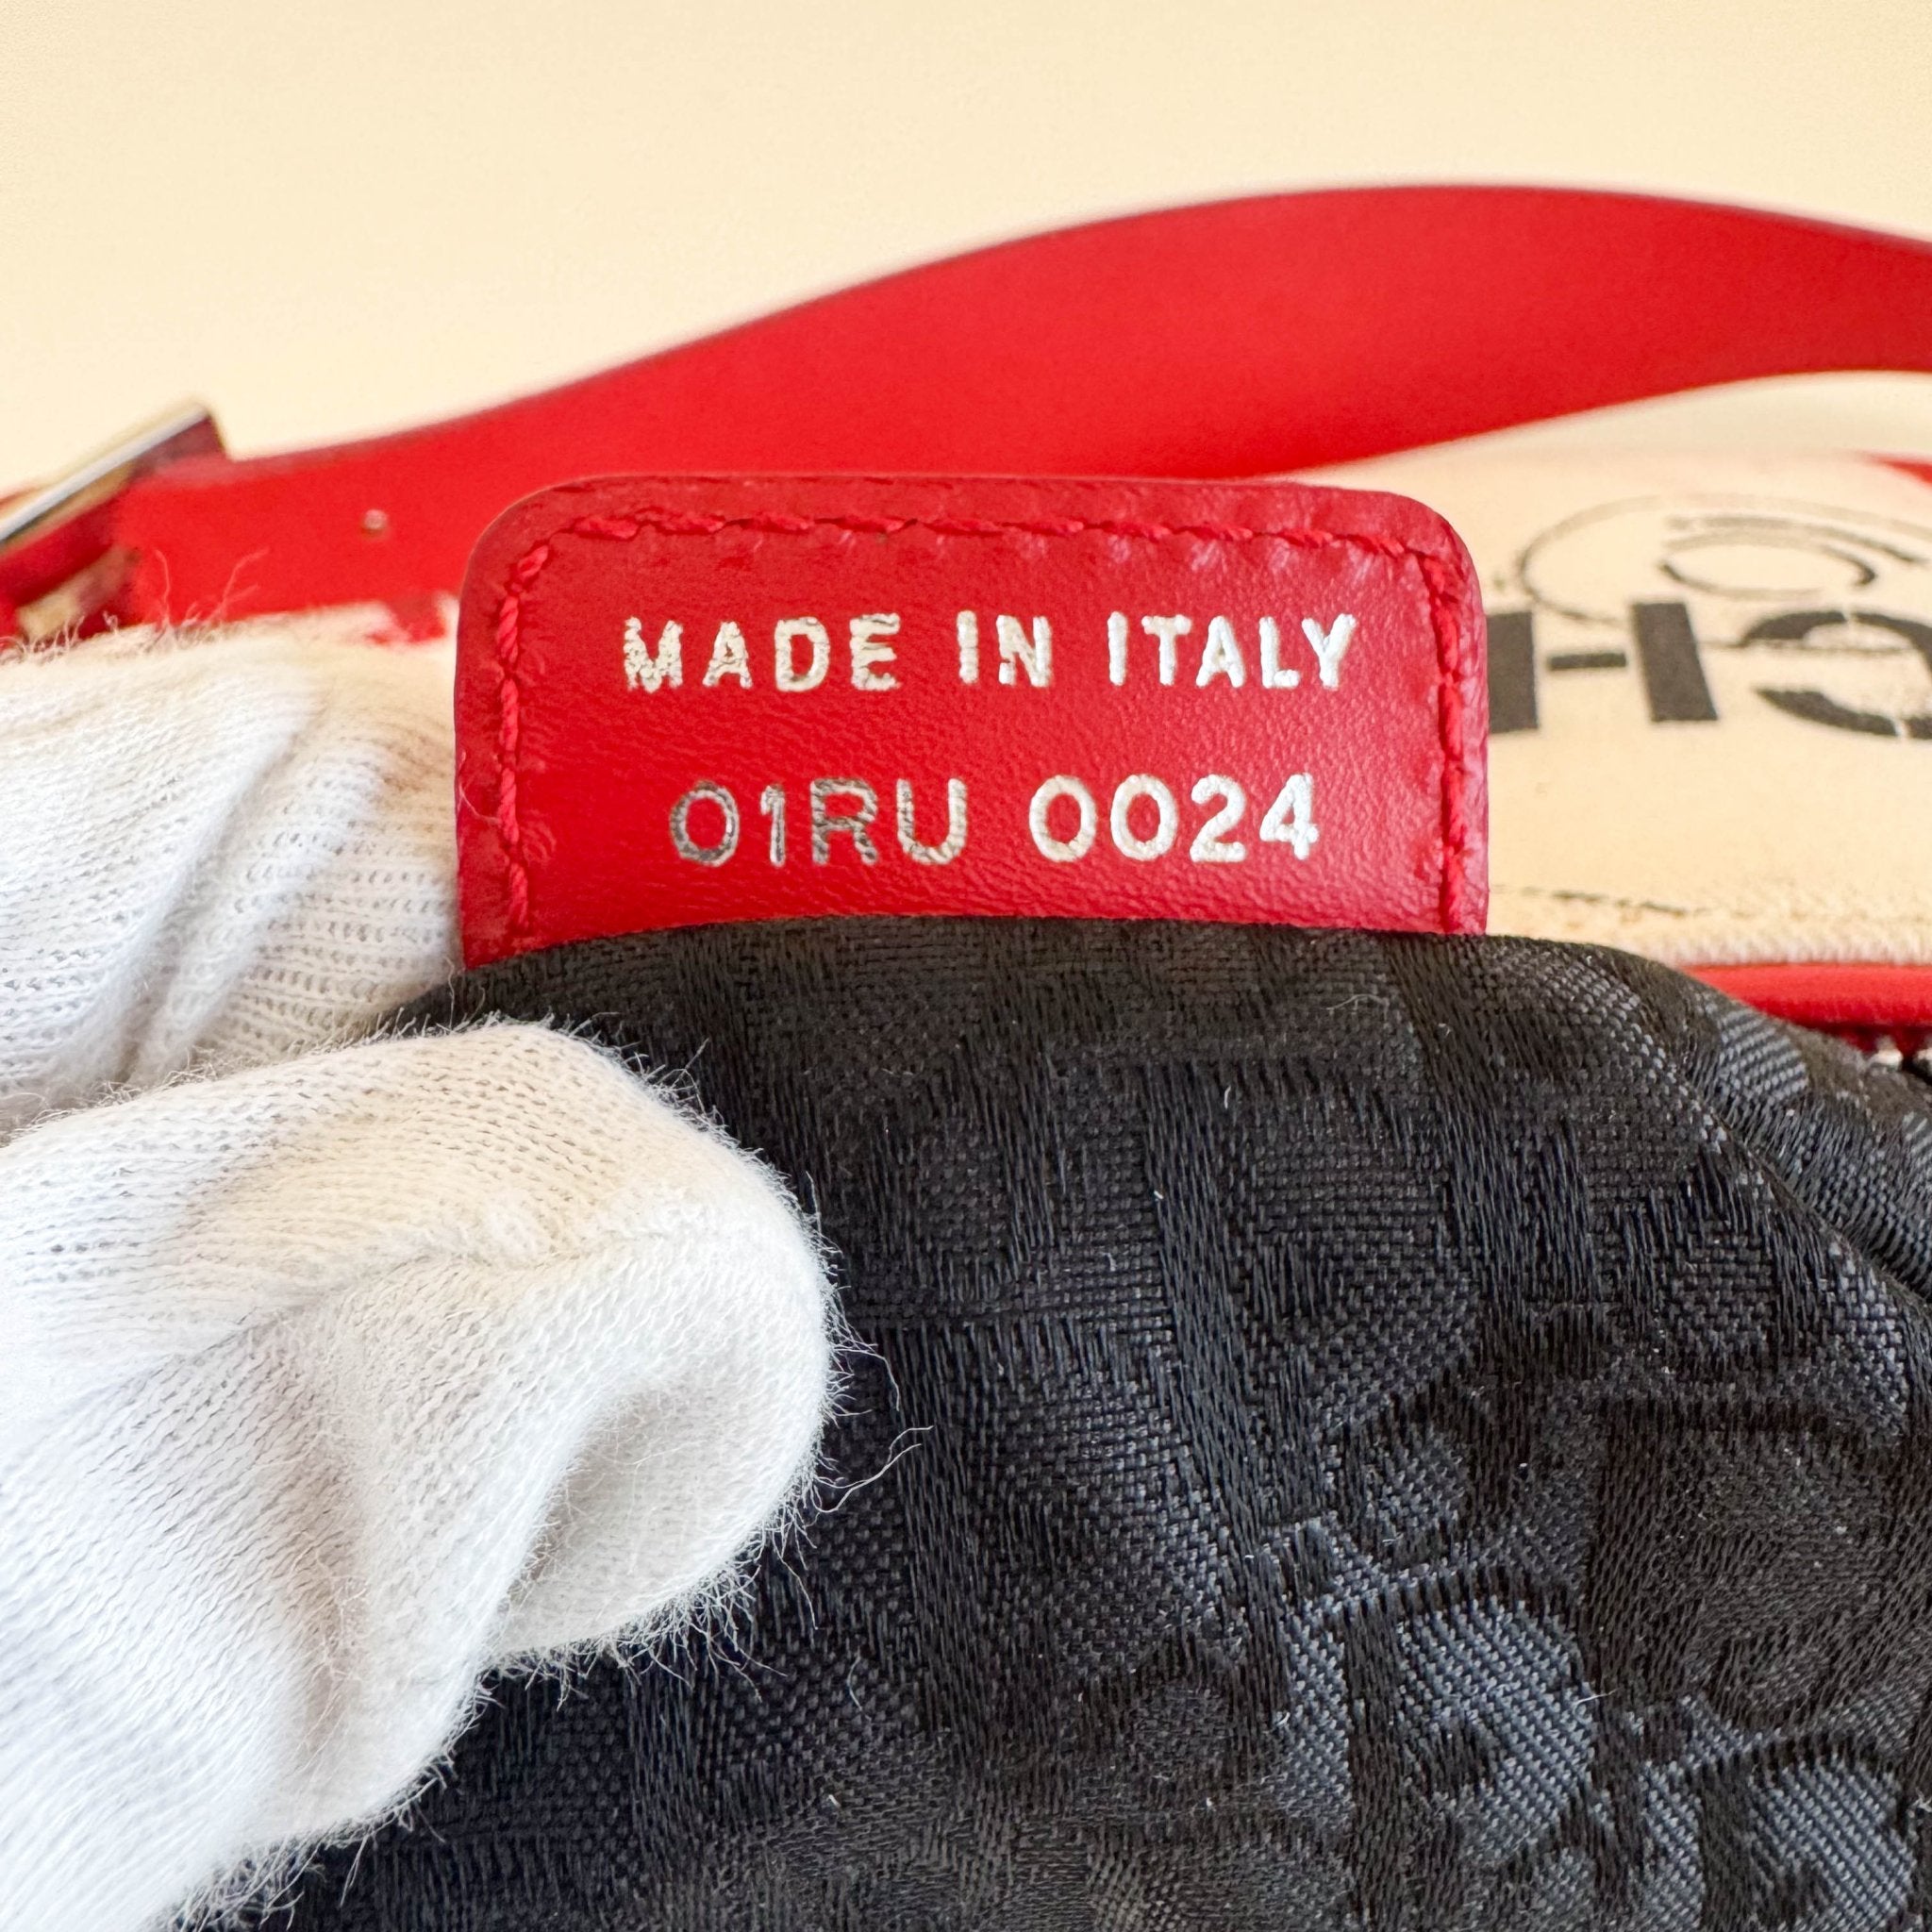 MADE IN ITALY
01RU 0024